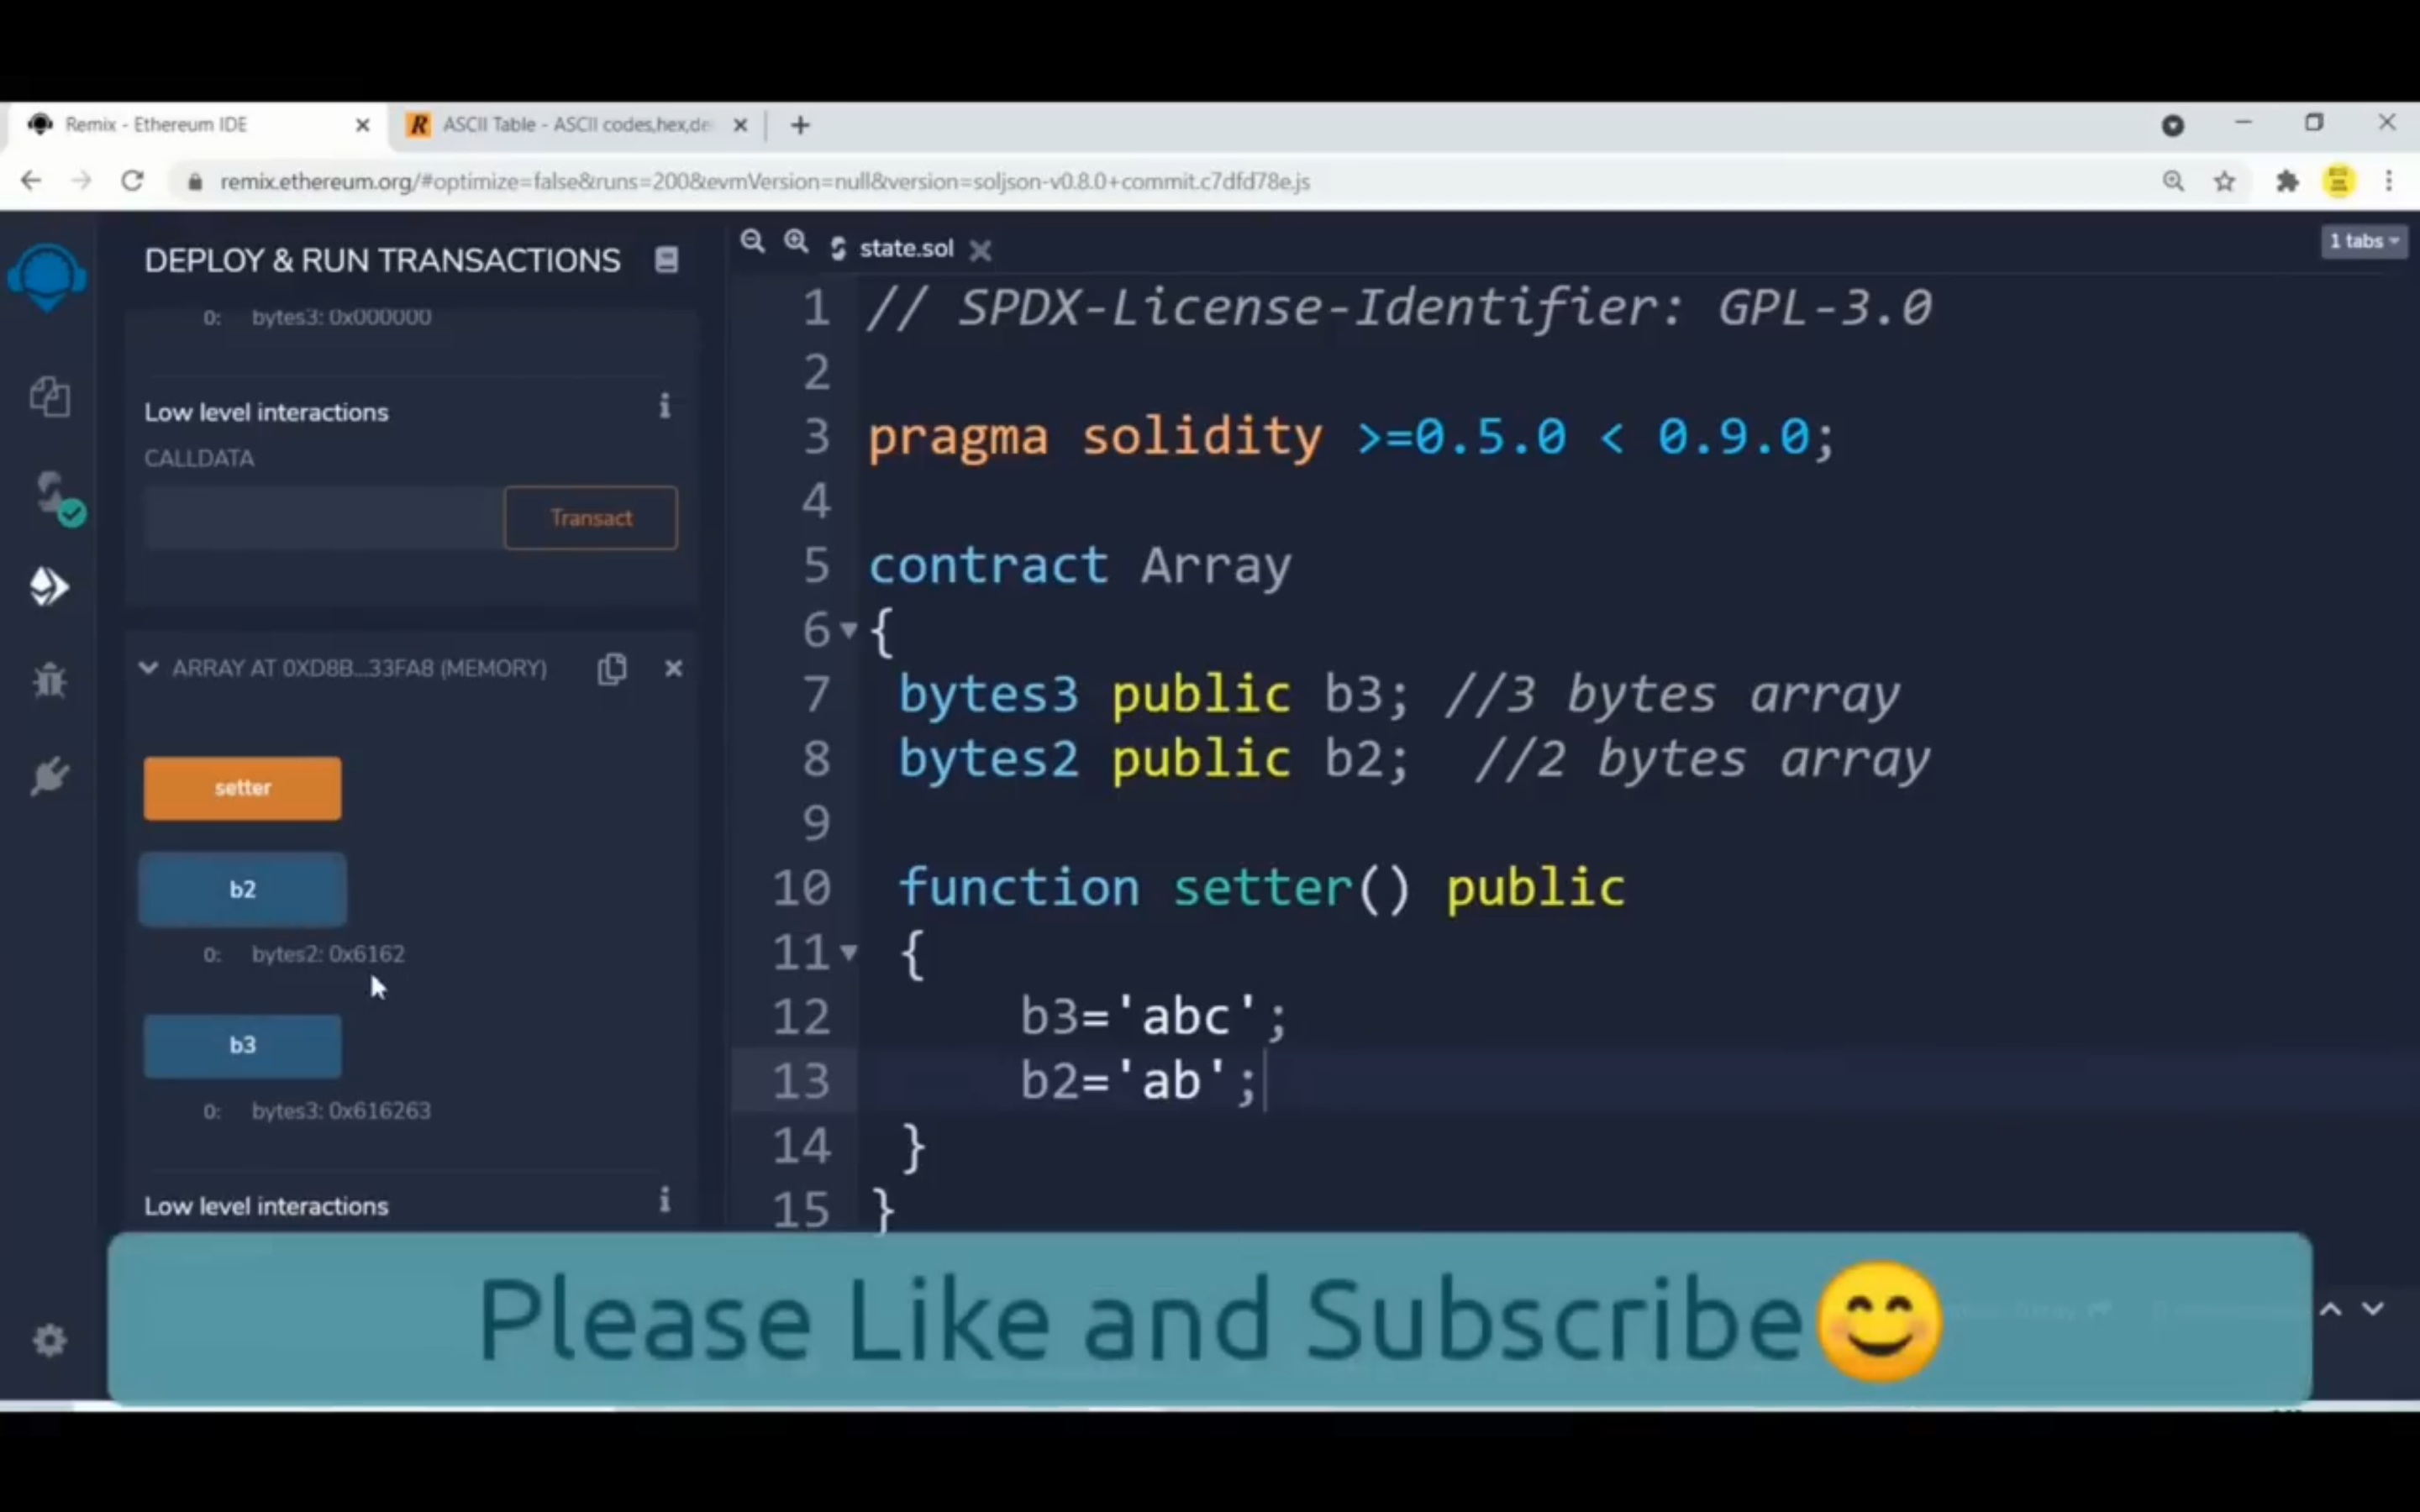 Remix - Ethereum IDE
ASCII Table - ASCII codes,hex,de
remix.ethereum.org/#optimize=false&runs=200&evmVersion=null&version=soljson-v0.8.0+commit.c7dfd78e.js
DEPLOY & RUN TRANSACTIONS
0: bytes3: 0x000000
Low level interactions
i
CALLDATA
Transact
ARRAY AT 0XD8B...33FA8 (MEMORY)
setter
b2
0: bytes2: 0x6162
b3
0: bytes3: 0x616263
Low level interactions
i
state.sol
1 tabs
1 // SPDX-License-Identifier: GPL-3.0
2
3 pragma solidity >=0.5.0 < 0.9.0;
4
5 contract Array
6 {
7 bytes3 public b3; //3 bytes array
8 bytes2 public b2; //2 bytes array
9
10 function setter() public
11 {
12 b3='abc';
13 b2='ab';
14 }
15 }
Please Like and Subscribe😊